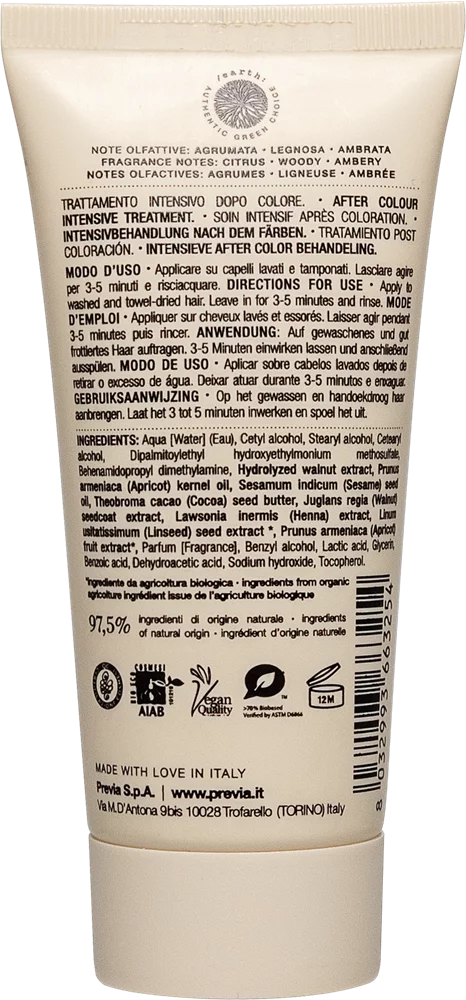 /earth:
AUTHENTIC GREEN CHOICE
NOTE OLFATTIVE: AGRUMATA · LEGNOSA · AMBRATA
FRAGRANCE NOTES: CITRUS · WOODY · AMBERY
NOTES OLFACTIVES: AGRUMES · LIGNEUSE · AMBRÉE
TRATTAMENTO INTENSIVO DOPO COLORE. · AFTER COLOUR
INTENSIVE TREATMENT. · SOIN INTENSIF APRÈS COLORATION. ·
INTENSIVBEHANDLUNG NACH DEM FÄRBEN. · TRATAMIENTO POST
COLORACIÓN. · INTENSIEVE AFTER COLOR BEHANDELING.
MODO D'USO · Applicare su capelli lavati e tamponati. Lasciare agire
per 3-5 minuti e risciacquare. DIRECTIONS FOR USE · Apply to
washed and towel-dried hair. Leave in for 3-5 minutes and rinse. MODE
D'EMPLOI · Appliquer sur cheveux lavés et essorés. Laisser agir pendant
3-5 minutes puis rincer. ANWENDUNG: Auf gewaschenes und gut
frottiertes Haar auftragen. 3-5 Minuten einwirken lassen und anschließend
ausspülen. MODO DE USO · Aplicar sobre cabelos lavados depois de
retirar o excesso de água. Deixar atuar durante 3-5 minutos e enxaguar.
GEBRUIKSAANWIJZING · Op het gewassen en handoekdroog haar
aanbrengen. Laat het 3 tot 5 minuten inwerken en spoel het uit.
INGREDIENTS: Aqua [Water] (Eau), Cetyl alcohol, Stearyl alcohol, Cetearyl
alcohol, Dipalmitoylethyl hydroxyethylmonium methosulfate,
Behenamidopropyl dimethylamine, Hydrolyzed walnut extract, Prunus
armeniaca (Apricot) kernel oil, Sesamum indicum (Sesame) seed
oil, Theobroma cacao (Cocoa) seed butter, Juglans regia (Walnut)
seedcoat extract, Lawsonia inermis (Henna) extract, Linum
usitatissimum (Linseed) seed extract *, Prunus armeniaca (Apricot)
fruit extract*, Parfum [Fragrance], Benzyl alcohol, Lactic acid, Glycerin,
Benzoic acid, Dehydroacetic acid, Sodium hydroxide, Tocopherol.
*Ingrediente da agricoltura biologica · ingredients from organic
agricolture ingrédient issue de l'agriculture biologique
97,5% ingredienti di origine naturale · ingredients
of natural origin · ingrédient d'origine naturelle
BIO ECO COSMESI
AIAB
Vegan
Quality
>70% Biobased
Verified by ASTM D6866
TM
12M
8 032993 663254
MADE WITH LOVE IN ITALY
Previa S.p.A. | www.previa.it
Via M.D'Antona 9bis 10028 Trofarello (TORINO) Italy